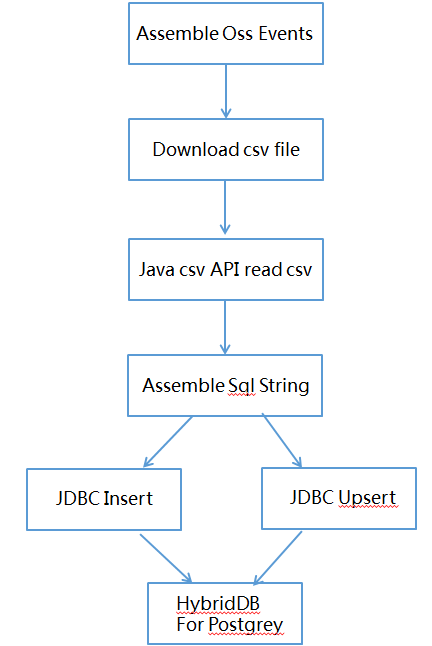 Assemble Oss Events
Download csv file
Java csv API read csv
Assemble Sql String
JDBC Insert
JDBC Upsert
HybridDB
For Postgrey